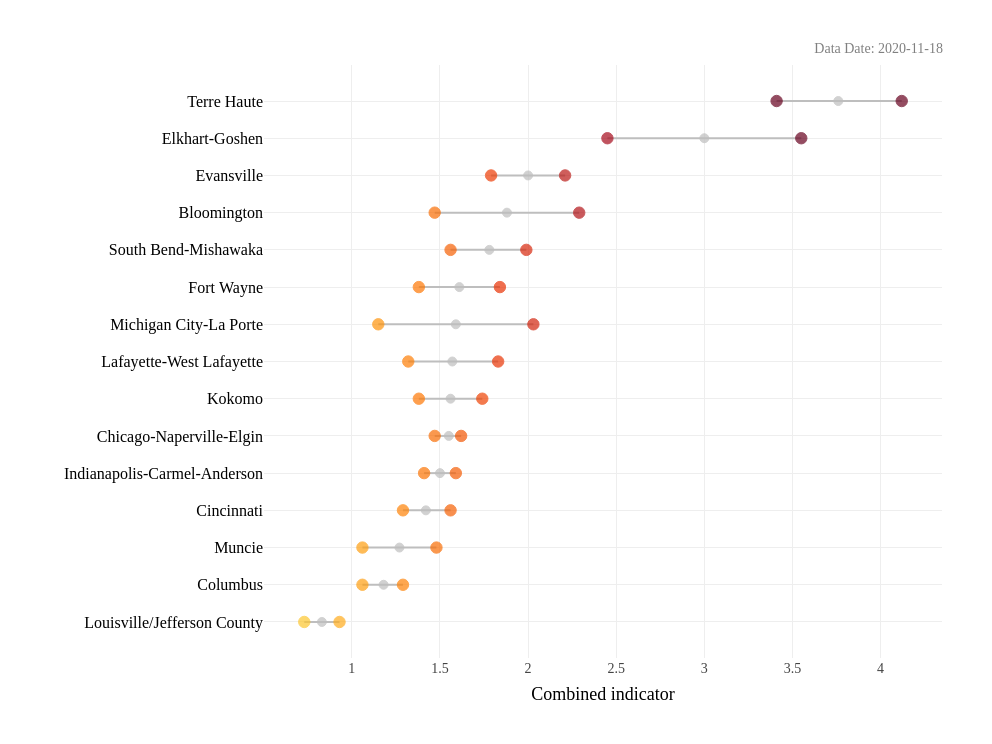 Data Date: 2020-11-18
Terre Haute
Elkhart-Goshen
Evansville
Bloomington
South Bend-Mishawaka
Fort Wayne
Michigan City-La Porte
Lafayette-West Lafayette
Kokomo
Chicago-Naperville-Elgin
Indianapolis-Carmel-Anderson
Cincinnati
Muncie
Columbus
Louisville/Jefferson County
1 1.5 2 2.5 3 3.5 4
Combined indicator